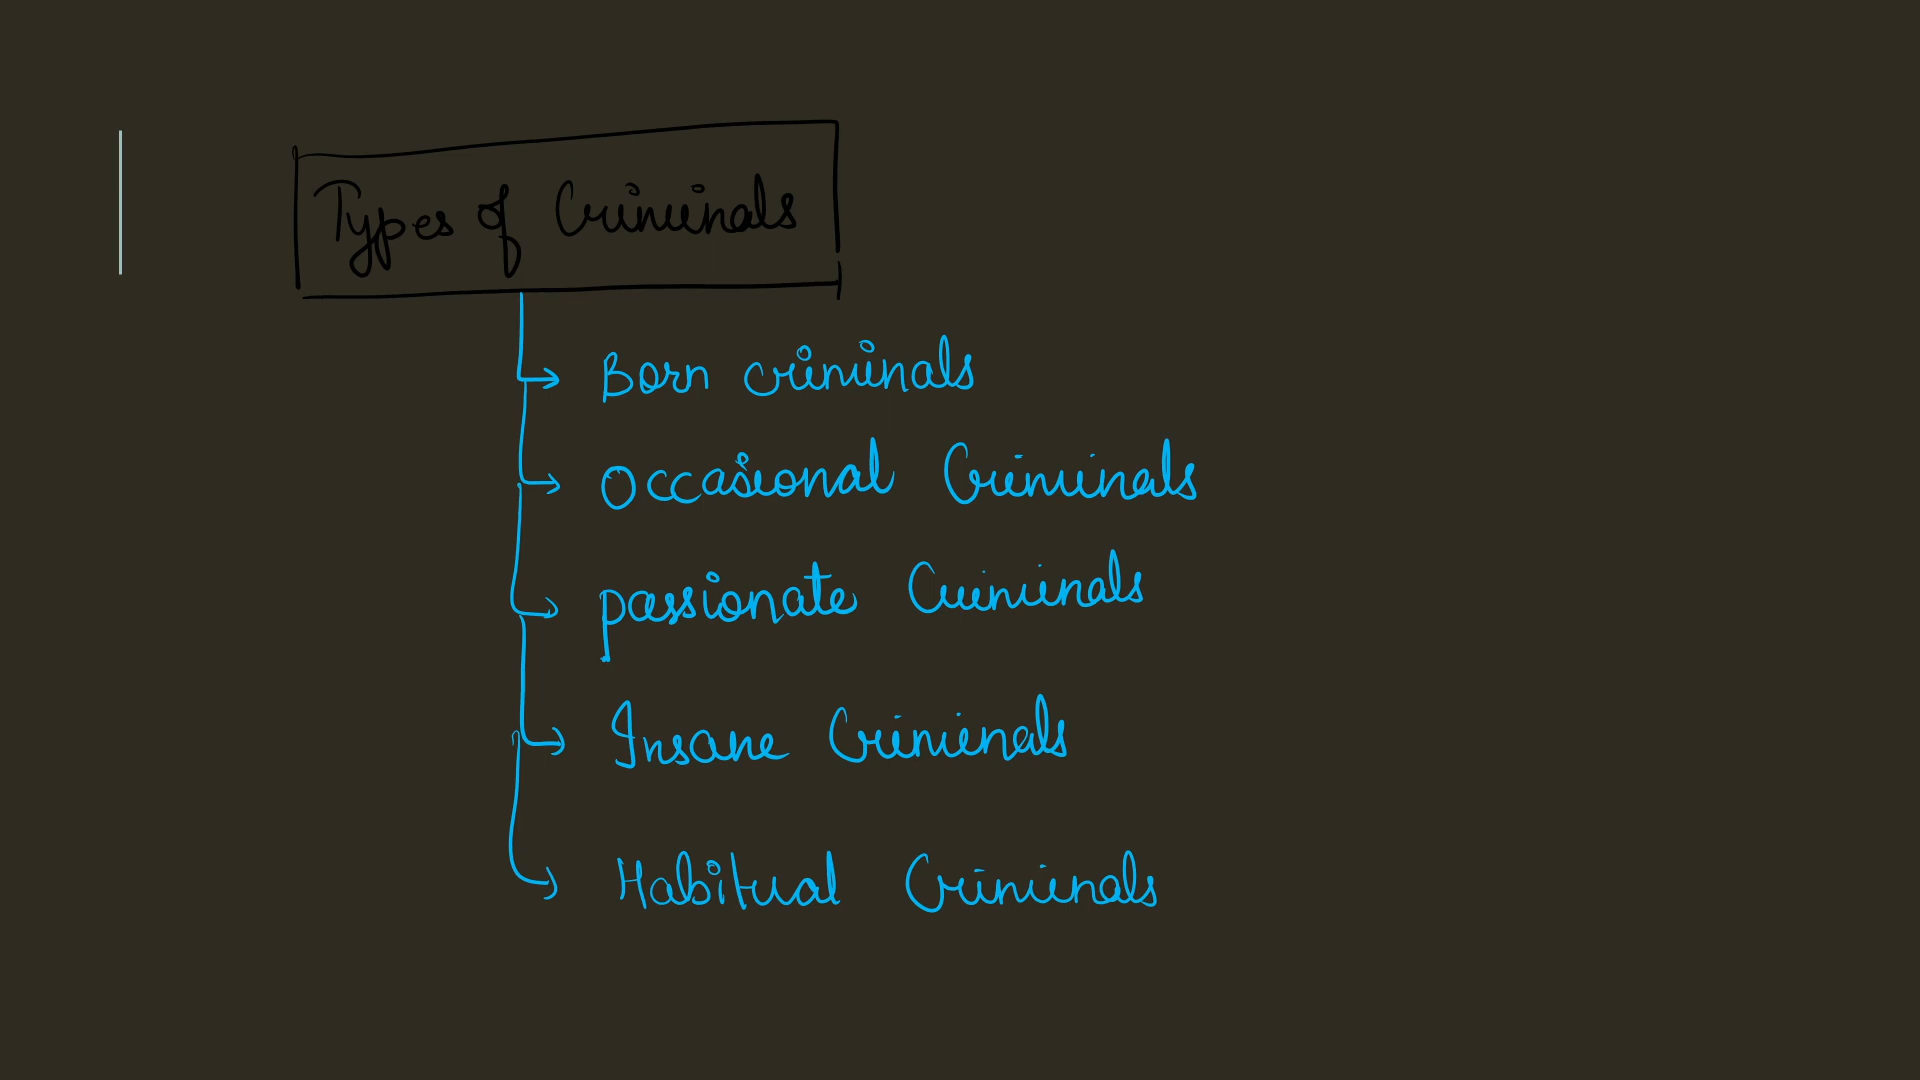 Types of Criminals
Born criminals
Occasional Criminals
passionate Criminals
Insane Criminals
Habitual Criminals